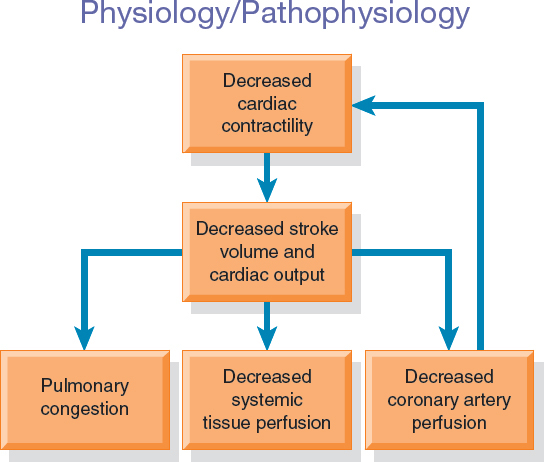 Physiology/Pathophysiology
Decreased
cardiac
contractility
Decreased stroke
volume and
cardiac output
Pulmonary
congestion
Decreased
systemic
tissue perfusion
Decreased
coronary artery
perfusion